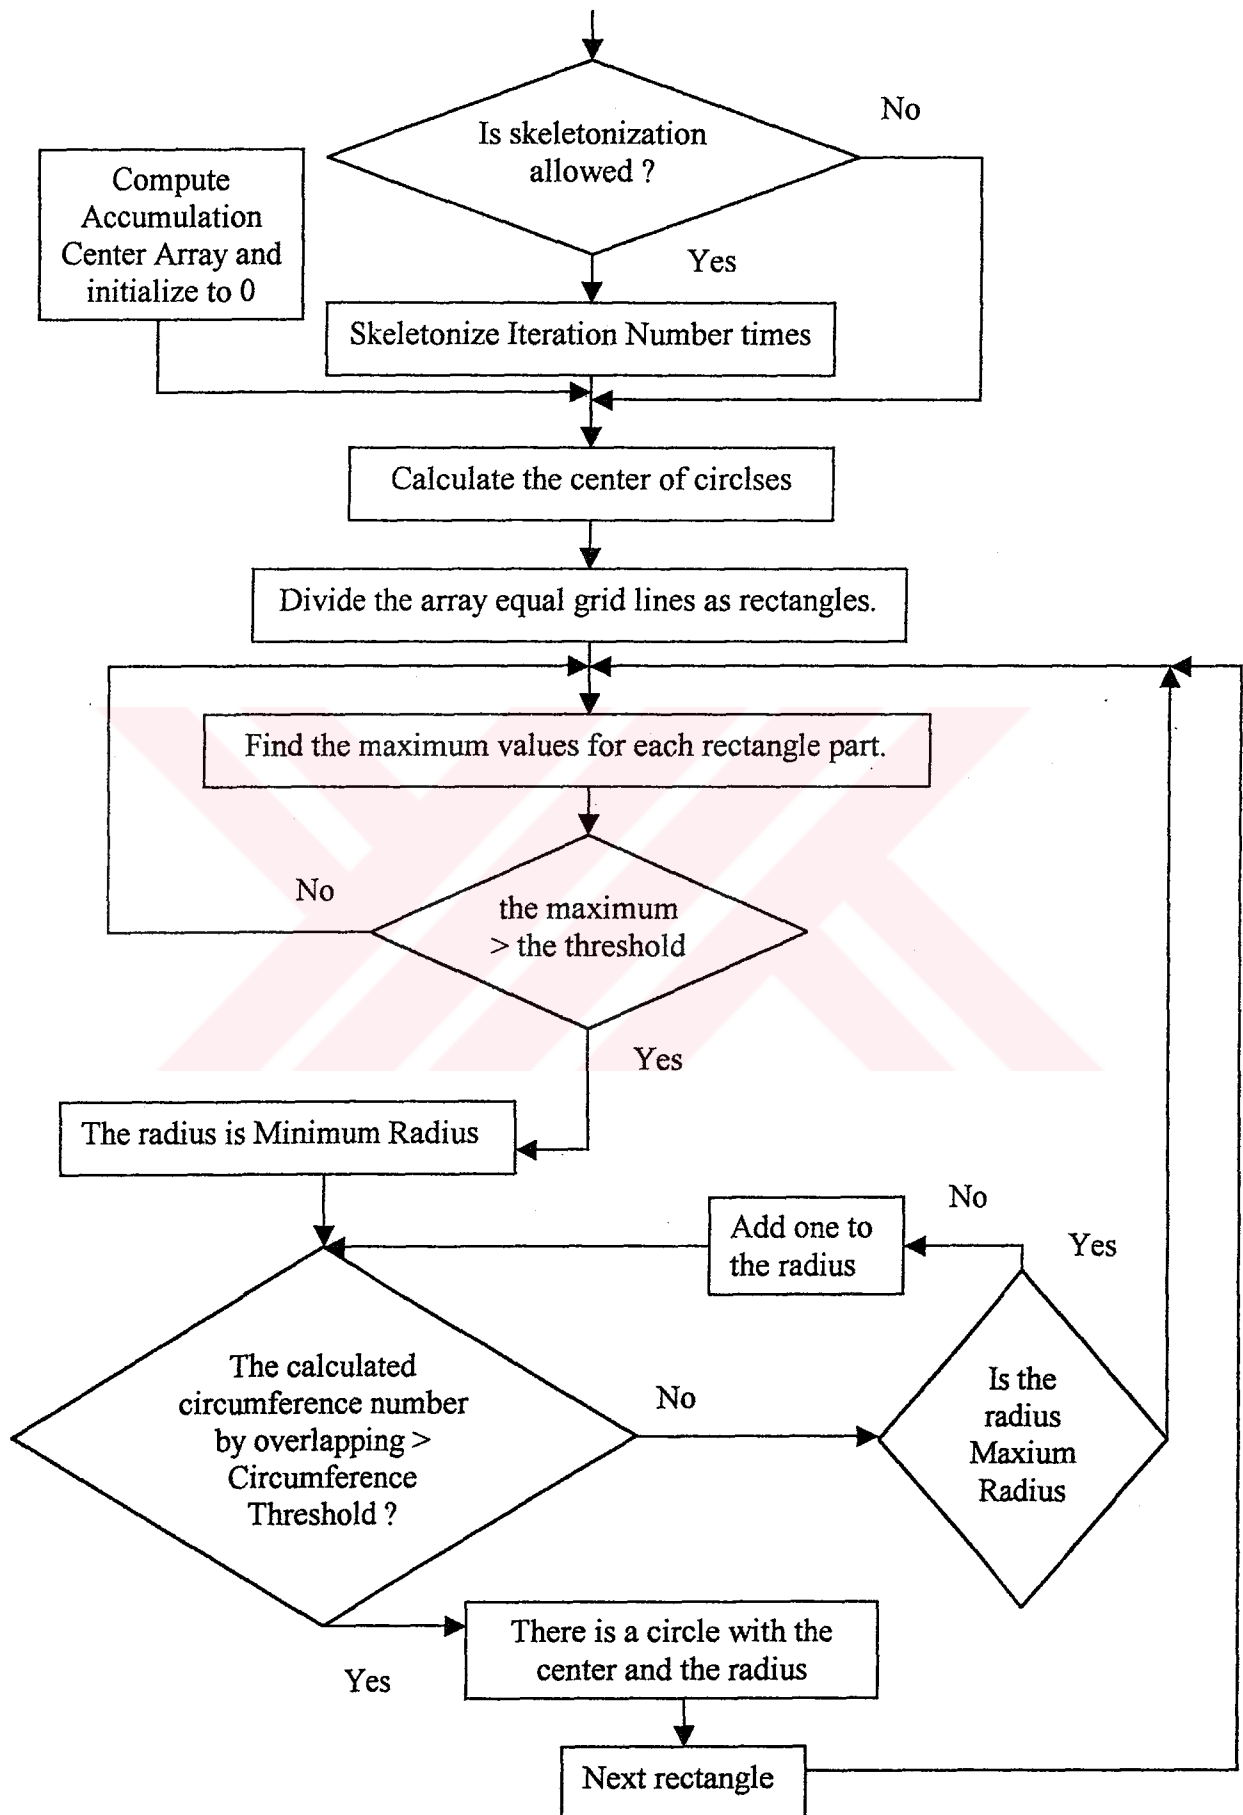 No
Is skeletonization
allowed ?
Compute
Accumulation
Center Array and
initialize to 0
Yes
Skeletonize Iteration Number times
Calculate the center of circlses
Divide the array equal grid lines as rectangles.
Find the maximum values for each rectangle part.
No
the maximum
> the threshold
Yes
The radius is Minimum Radius
No
Add one to
the radius
Yes
The calculated
circumference number
by overlapping >
Circumference
Threshold ?
No
Is the
radius
Maxium
Radius
There is a circle with the
center and the radius
Yes
Next rectangle